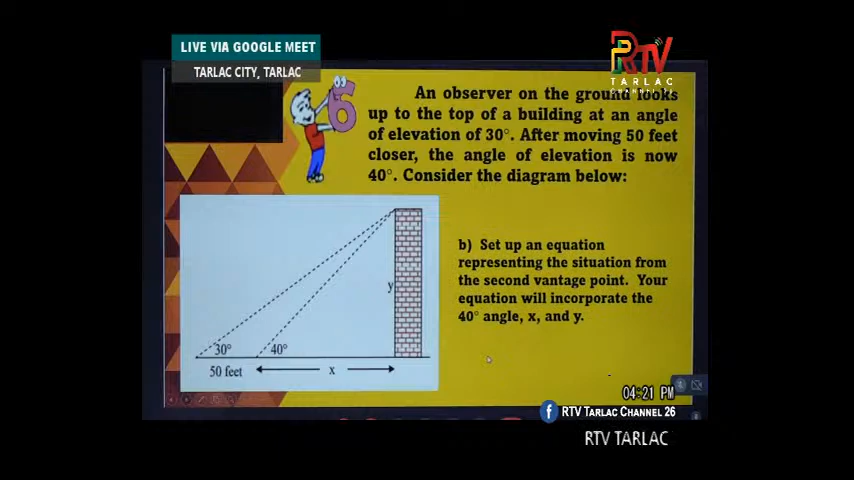 LIVE VIA GOOGLE MEET
TARLAC CITY, TARLAC
RTV
TARLAC
CHANNEL 26
6
An observer on the ground looks
up to the top of a building at an angle
of elevation of 30°. After moving 50 feet
closer, the angle of elevation is now
40°. Consider the diagram below:
b) Set up an equation
representing the situation from
the second vantage point. Your
equation will incorporate the
40° angle, x, and y.
y
30°
40°
50 feet
x
04:21 PM
RTV TARLAC CHANNEL 26
RTV TARLAC